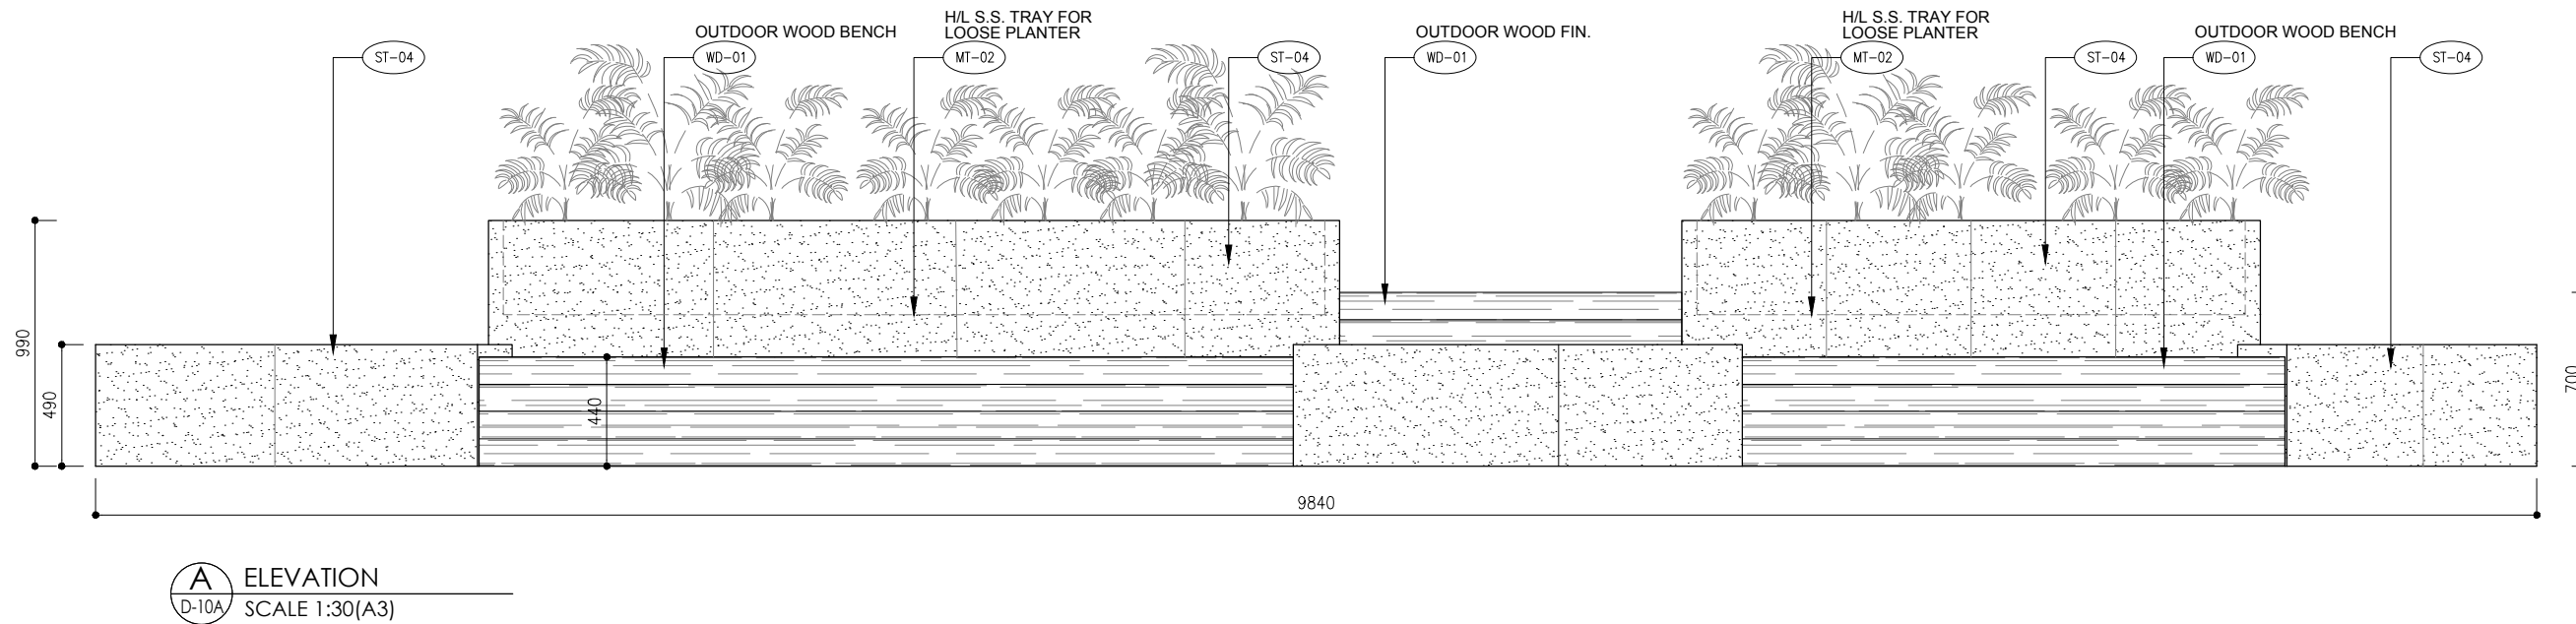 OUTDOOR WOOD BENCH
H/L S.S. TRAY FOR
LOOSE PLANTER
OUTDOOR WOOD FIN.
H/L S.S. TRAY FOR
LOOSE PLANTER
OUTDOOR WOOD BENCH
ST-04
WD-01
MT-02
ST-04
WD-01
MT-02
ST-04
WD-01
ST-04
990
490
440
700
9840
A
D-10A
ELEVATION
SCALE 1:30(A3)